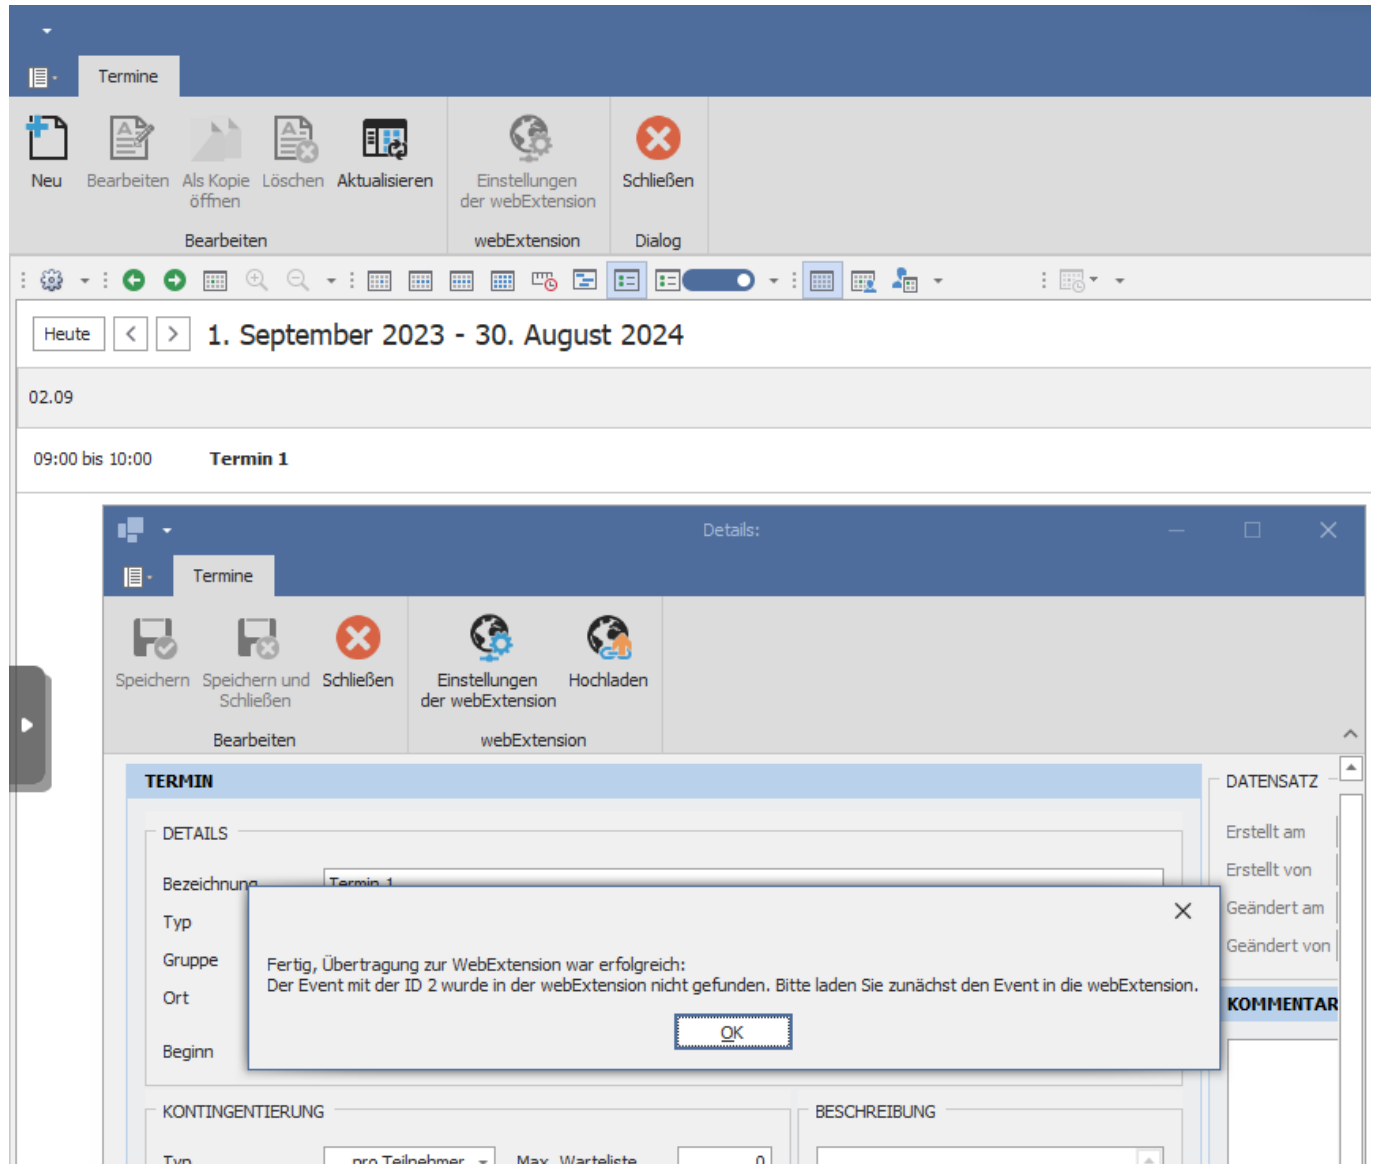 Termine
Neu
Bearbeiten
Als Kopie
öffnen
Löschen
Aktualisieren
Einstellungen
der webExtension
Schließen
Bearbeiten
webExtension
Dialog
Heute
1. September 2023 - 30. August 2024
02.09
09:00 bis 10:00 Termin 1
Details:
Termine
Speichern
Speichern und
Schließen
Schließen
Einstellungen
der webExtension
Hochladen
Bearbeiten
webExtension
TERMIN
DETAILS
Bezeichnung Termin 1
Typ
Gruppe
Ort
Beginn
DATENSATZ
Erstellt am
Erstellt von
Geändert am
Geändert von
KOMMENTAR
Fertig, Übertragung zur WebExtension war erfolgreich:
Der Event mit der ID 2 wurde in der webExtension nicht gefunden. Bitte laden Sie zunächst den Event in die webExtension.
OK
KONTINGENTIERUNG
BESCHREIBUNG
Typ pro Teilnehmer Max. Warteliste 0